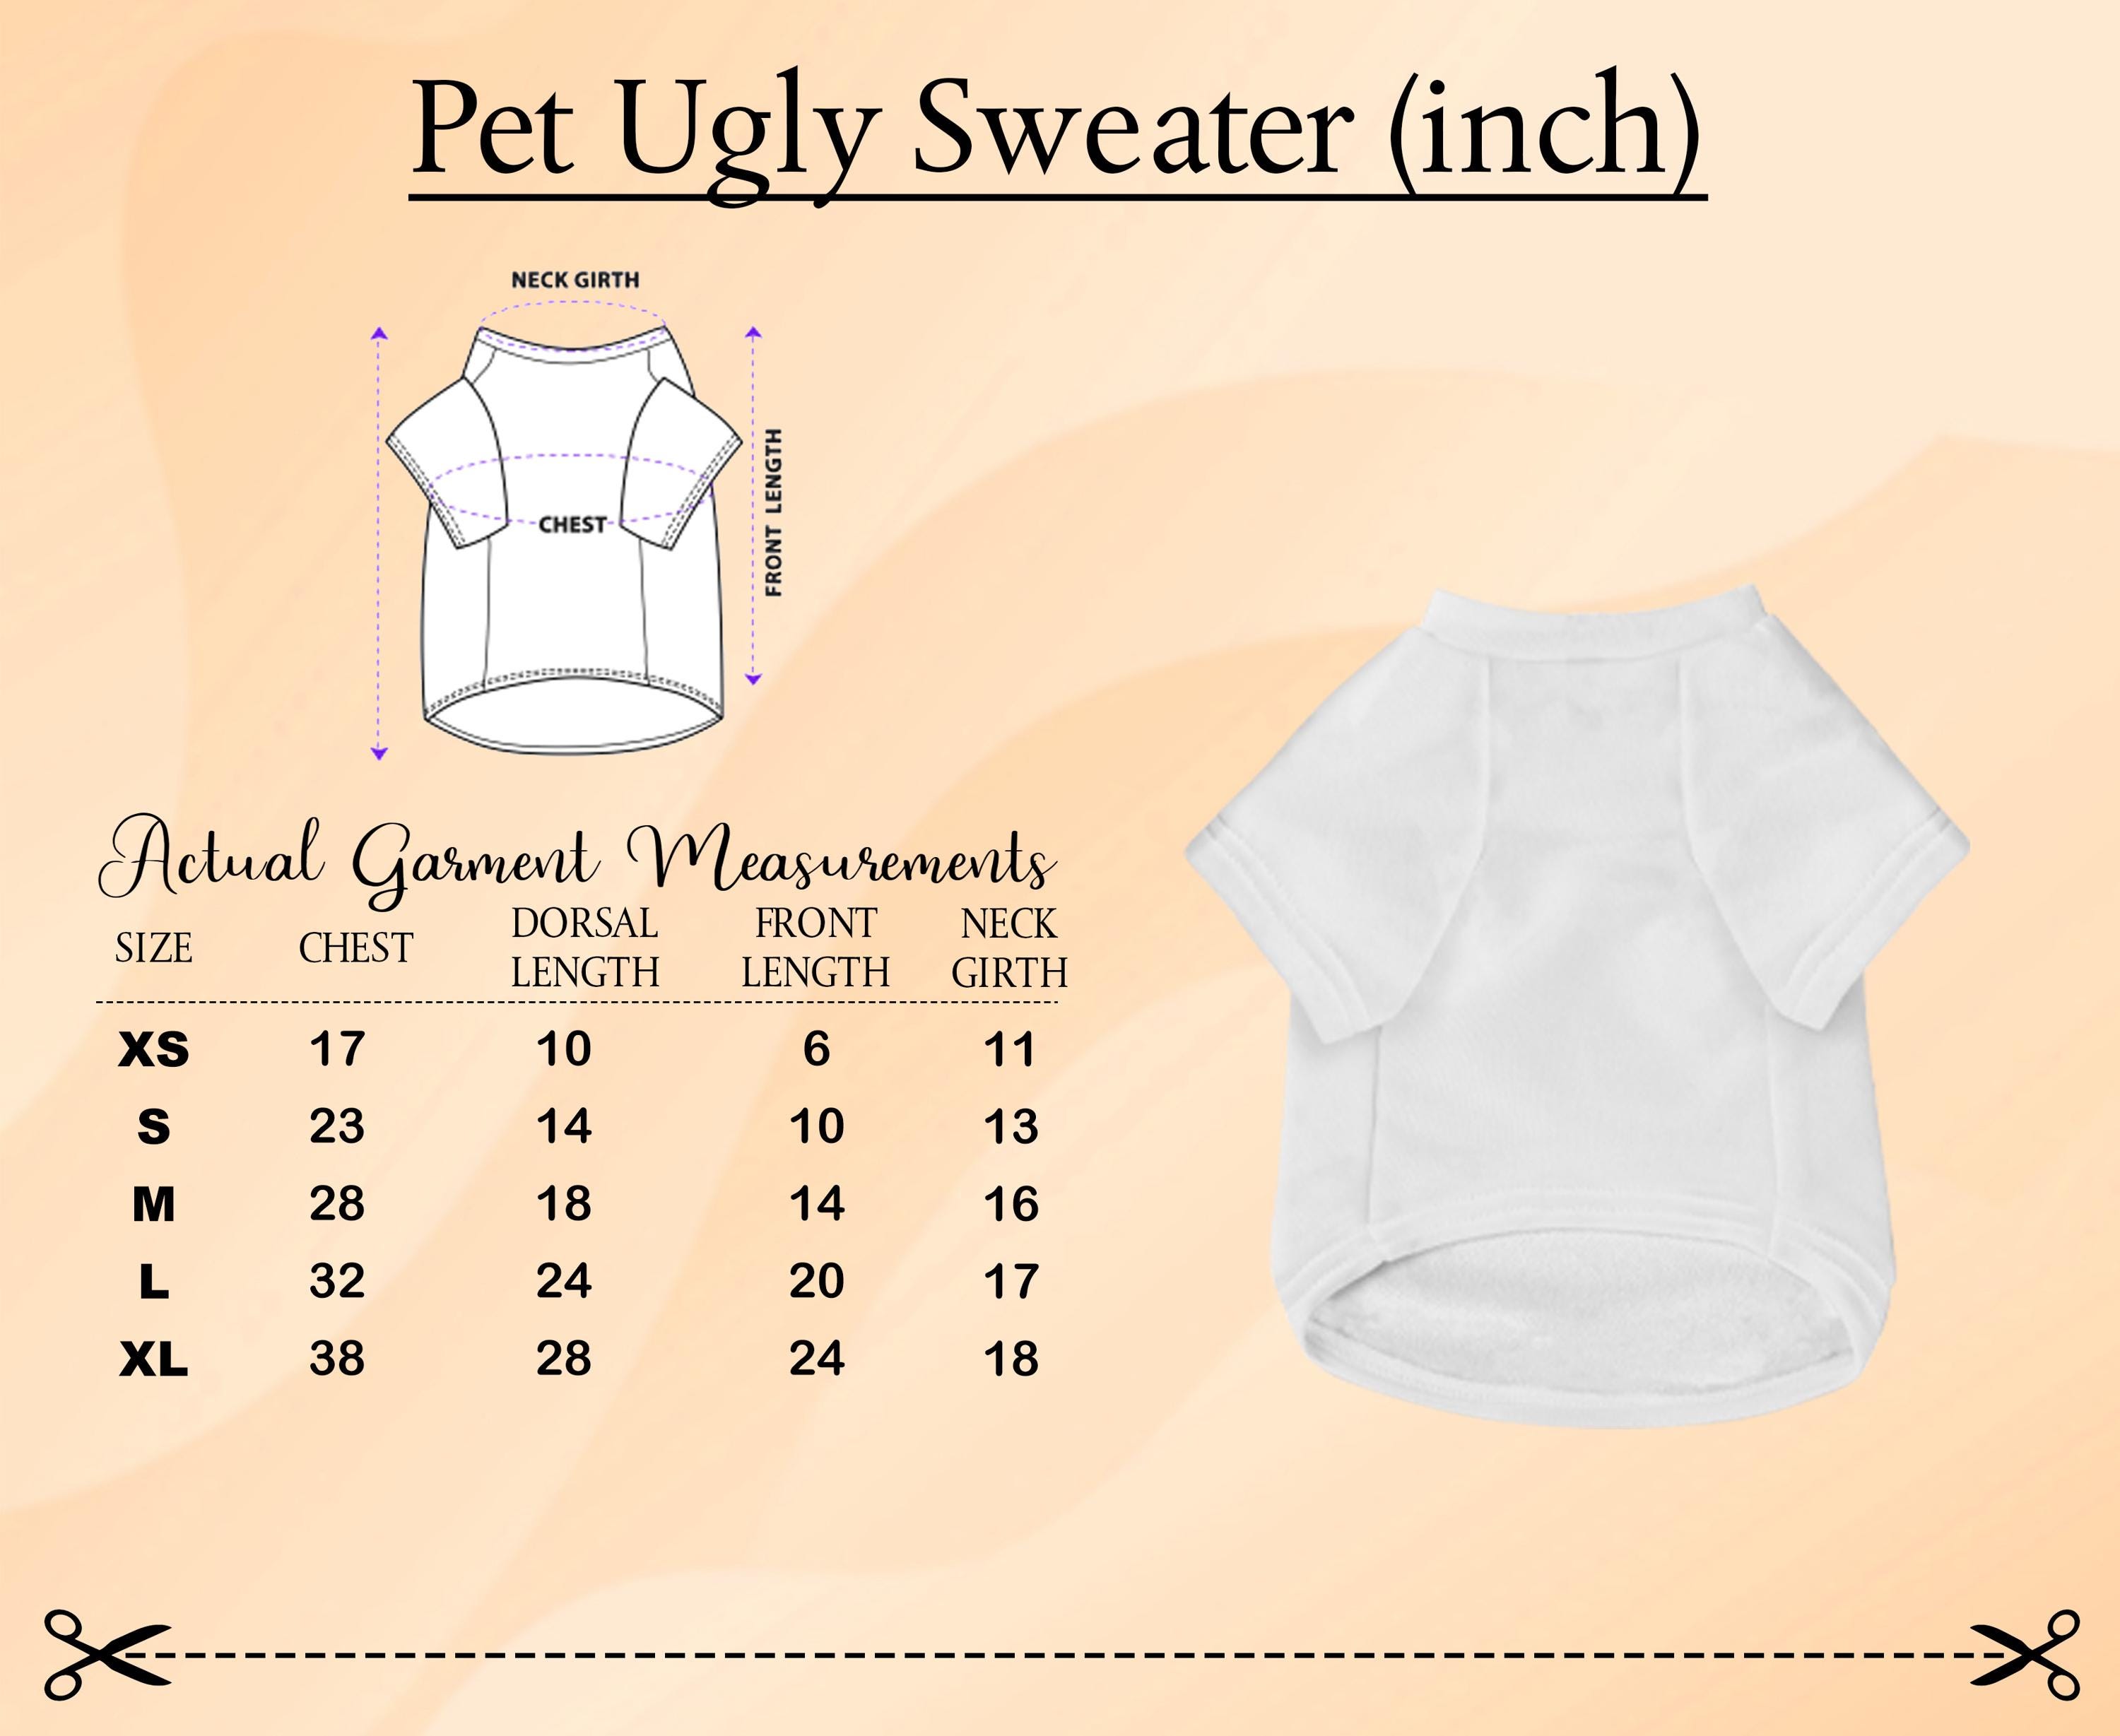 Pet Ugly Sweater (inch)
NECK GIRTH
CHEST
FRONT LENGTH
Actual Garment Measurements
SIZE CHEST DORSAL LENGTH FRONT LENGTH NECK GIRTH
XS 17 10 6 11
S 23 14 10 13
M 28 18 14 16
L 32 24 20 17
XL 38 28 24 18